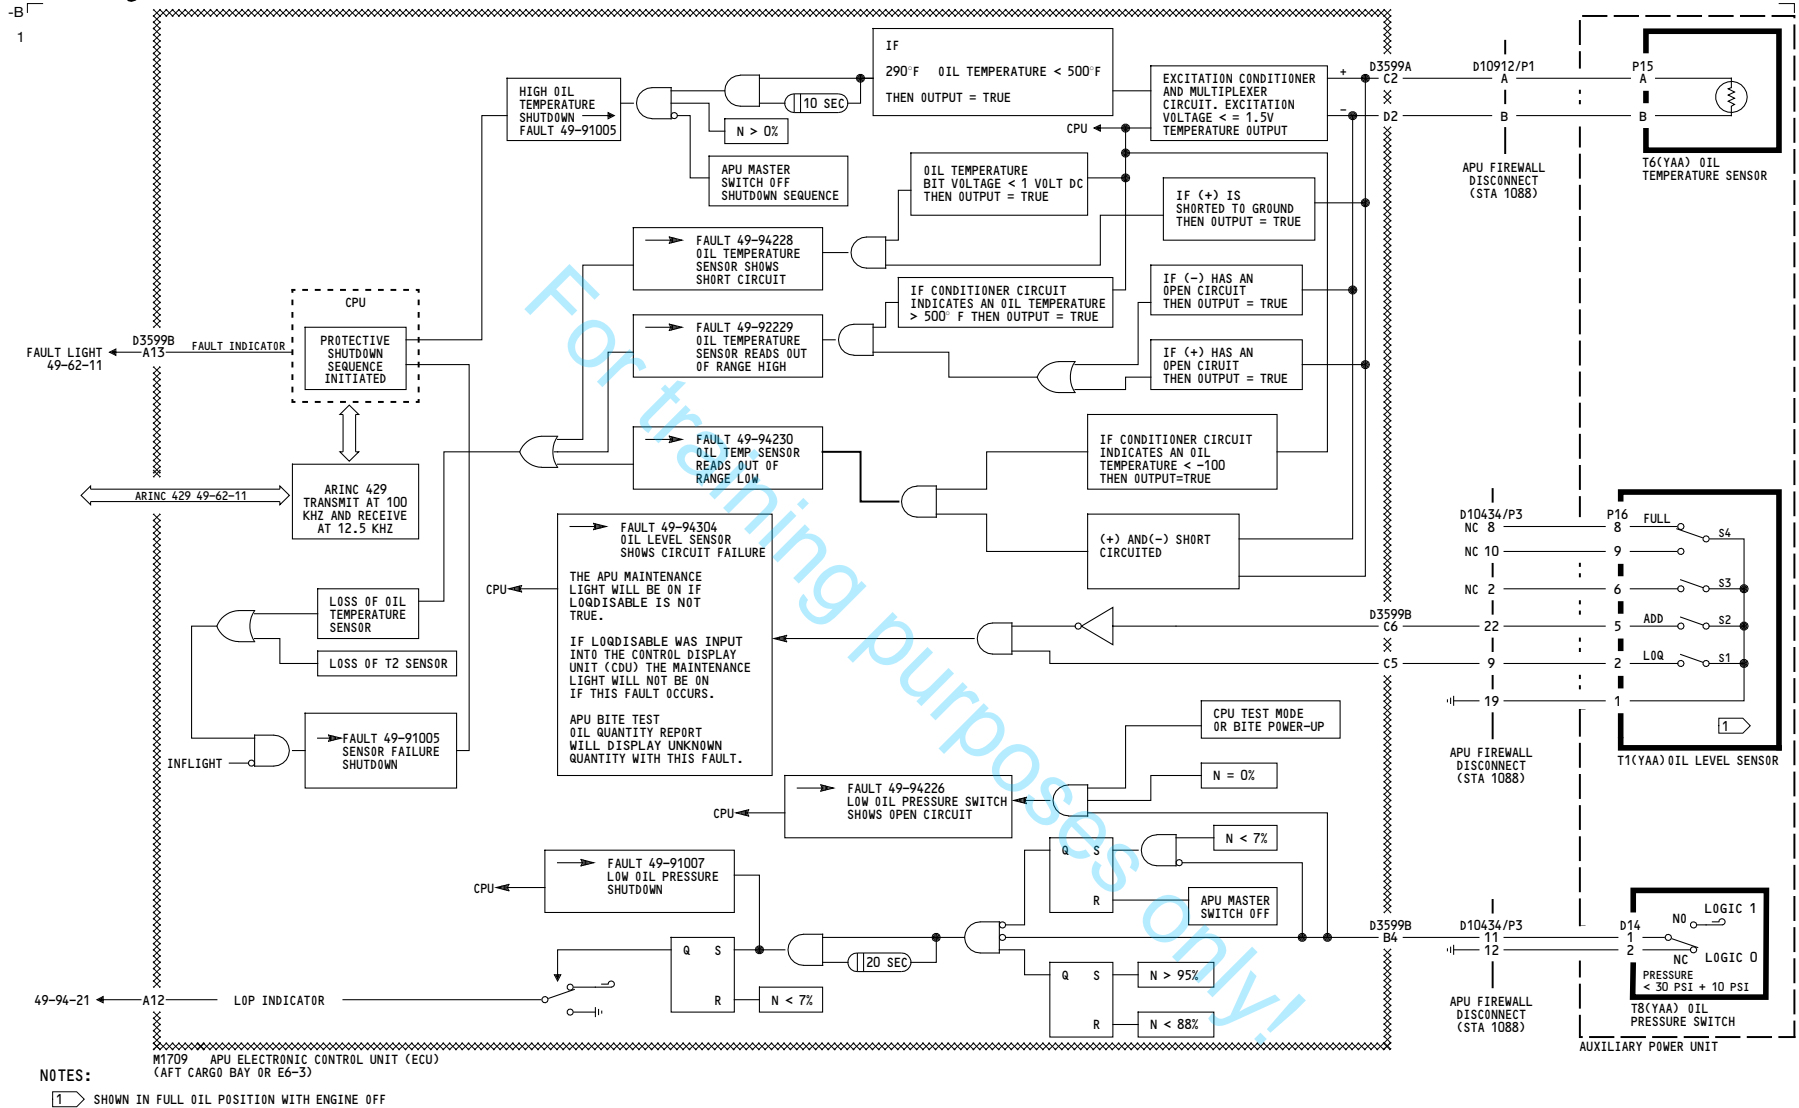 -B
1
HIGH OIL
TEMPERATURE
SHUTDOWN
FAULT 49-91005
IF
290°F OIL TEMPERATURE < 500°F
THEN OUTPUT = TRUE
10 SEC
N > 0%
APU MASTER
SWITCH OFF
SHUTDOWN SEQUENCE
EXCITATION CONDITIONER
AND MULTIPLEXER
CIRCUIT. EXCITATION
VOLTAGE <= 1.5V
TEMPERATURE OUTPUT
CPU
+
-
D3599A
C2
D2
D10912/P1
A
B
APU FIREWALL
DISCONNECT
(STA 1088)
P15
A
B
T6(YAA) OIL
TEMPERATURE SENSOR
OIL TEMPERATURE
BIT VOLTAGE < 1 VOLT DC
THEN OUTPUT = TRUE
IF (+) IS
SHORTED TO GROUND
THEN OUTPUT = TRUE
FAULT 49-94228
OIL TEMPERATURE
SENSOR SHOWS
SHORT CIRCUIT
IF CONDITIONER CIRCUIT
INDICATES AN OIL TEMPERATURE
> 500° F THEN OUTPUT = TRUE
IF (-) HAS AN
OPEN CIRCUIT
THEN OUTPUT = TRUE
FAULT 49-92229
OIL TEMPERATURE
SENSOR READS OUT
OF RANGE HIGH
IF (+) HAS AN
OPEN CIRUIT
THEN OUTPUT = TRUE
CPU
PROTECTIVE
SHUTDOWN
SEQUENCE
INITIATED
D3599B
A13
FAULT INDICATOR
FAULT LIGHT
49-62-11
ARINC 429 49-62-11
ARINC 429
TRANSMIT AT 100
KHZ AND RECEIVE
AT 12.5 KHZ
FAULT 49-94230
OIL TEMP SENSOR
READS OUT OF
RANGE LOW
IF CONDITIONER CIRCUIT
INDICATES AN OIL
TEMPERATURE < -100
THEN OUTPUT=TRUE
(+) AND(-) SHORT
CIRCUITED
FAULT 49-94304
OIL LEVEL SENSOR
SHOWS CIRCUIT FAILURE
THE APU MAINTENANCE
LIGHT WILL BE ON IF
LOQDISABLE IS NOT
TRUE.
IF LOQDISABLE WAS INPUT
INTO THE CONTROL DISPLAY
UNIT (CDU) THE MAINTENANCE
LIGHT WILL NOT BE ON
IF THIS FAULT OCCURS.
APU BITE TEST
OIL QUANTITY REPORT
WILL DISPLAY UNKNOWN
QUANTITY WITH THIS FAULT.
CPU
LOSS OF OIL
TEMPERATURE
SENSOR
LOSS OF T2 SENSOR
FAULT 49-91005
SENSOR FAILURE
SHUTDOWN
INFLIGHT
D3599B
C6
C5
D10434/P3
NC 8
NC 10
NC 2
22
9
19
APU FIREWALL
DISCONNECT
(STA 1088)
P16
8 FULL S4
9
6 S3
5 ADD S2
2 LOQ S1
1
1
T1(YAA) OIL LEVEL SENSOR
CPU TEST MODE
OR BITE POWER-UP
N = 0%
FAULT 49-94226
LOW OIL PRESSURE SWITCH
SHOWS OPEN CIRCUIT
CPU
N < 7%
Q S
R
APU MASTER
SWITCH OFF
FAULT 49-91007
LOW OIL PRESSURE
SHUTDOWN
CPU
20 SEC
Q S
R
N < 7%
Q S
R
N > 95%
N < 88%
D3599B
B4
D10434/P3
11
12
APU FIREWALL
DISCONNECT
(STA 1088)
D14
1
2
NO LOGIC 1
NC LOGIC 0
PRESSURE
< 30 PSI + 10 PSI
T8(YAA) OIL
PRESSURE SWITCH
AUXILIARY POWER UNIT
49-94-21
A12
LOP INDICATOR
M1709 APU ELECTRONIC CONTROL UNIT (ECU)
(AFT CARGO BAY OR E6-3)
NOTES:
1 SHOWN IN FULL OIL POSITION WITH ENGINE OFF
For training purposes only!